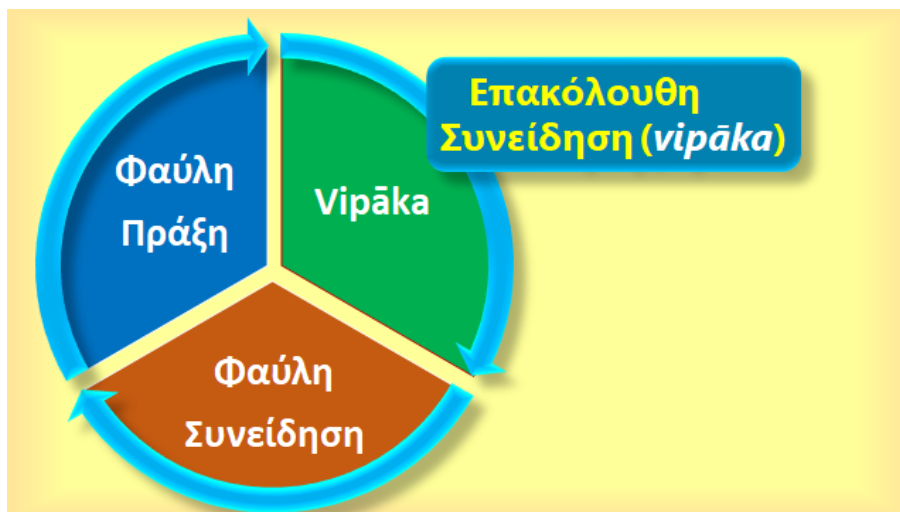 Επακόλουθη
Συνείδηση (vipāka)
Φαύλη
Πράξη
Vipāka
Φαύλη
Συνείδηση